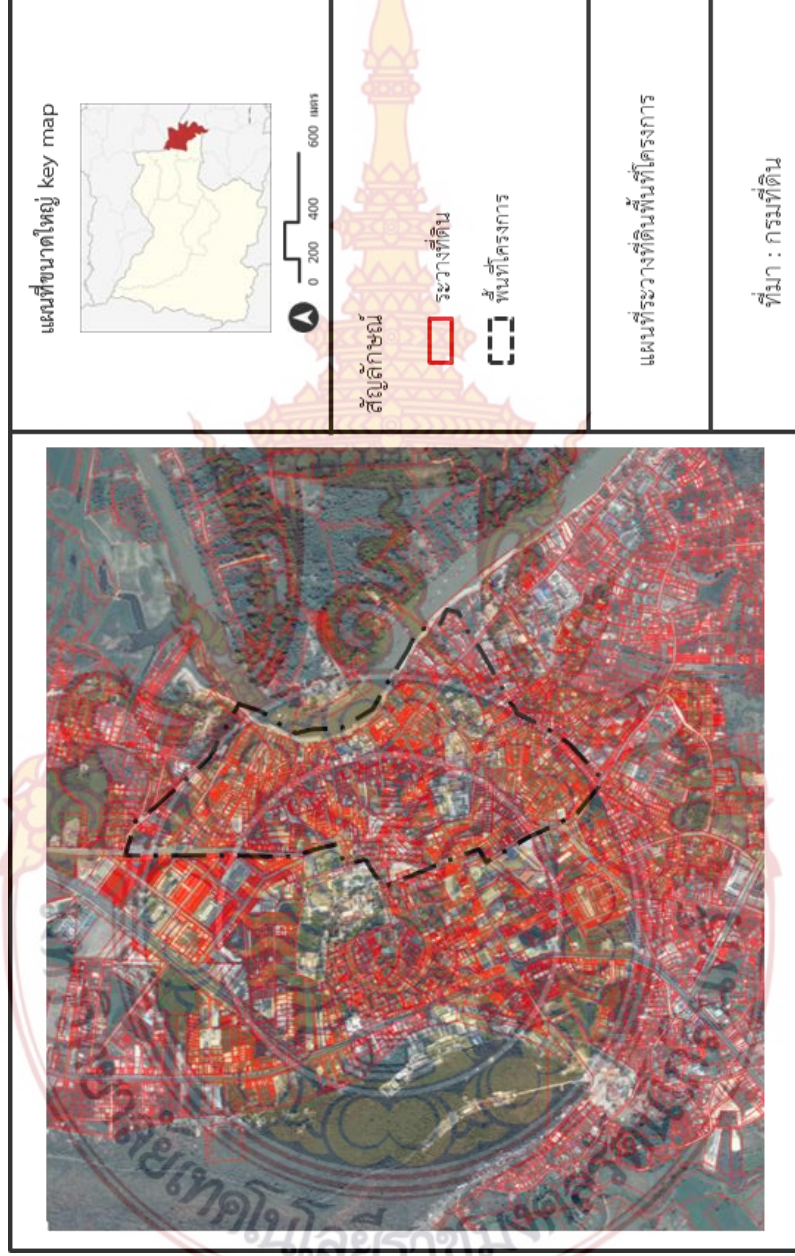 แผนที่ขนาดใหญ่ key map
0 200 400 600 เมตร
สัญลักษณ์
ระวางที่ดิน
พื้นที่โครงการ
แผนที่ระวางที่ดินพื้นที่โครงการ
ที่มา : กรมที่ดิน